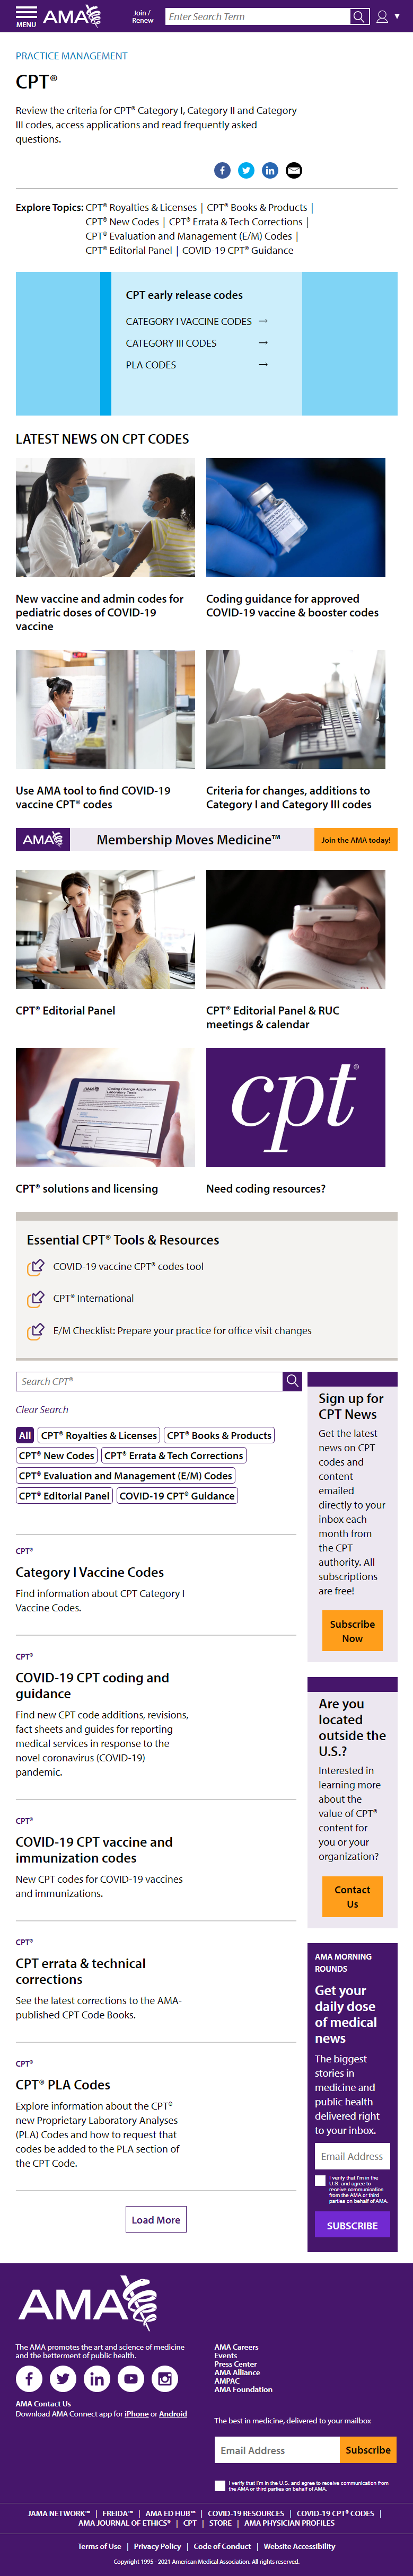 MENU
AMA
Join /
Renew
Enter Search Term
PRACTICE MANAGEMENT
CPT®
Review the criteria for CPT® Category I, Category II and Category
III codes, access applications and read frequently asked
questions.
Explore Topics: CPT® Royalties & Licenses | CPT® Books & Products |
CPT® New Codes | CPT® Errata & Tech Corrections |
CPT® Evaluation and Management (E/M) Codes |
CPT® Editorial Panel | COVID-19 CPT® Guidance
CPT early release codes
CATEGORY I VACCINE CODES →
CATEGORY III CODES →
PLA CODES →
LATEST NEWS ON CPT CODES
New vaccine and admin codes for
pediatric doses of COVID-19
vaccine
Coding guidance for approved
COVID-19 vaccine & booster codes
Use AMA tool to find COVID-19
vaccine CPT® codes
Criteria for changes, additions to
Category I and Category III codes
AMA
Membership Moves Medicine™
Join the AMA today!
CPT® Editorial Panel
CPT® Editorial Panel & RUC
meetings & calendar
cpt®
CPT® solutions and licensing
Need coding resources?
Essential CPT® Tools & Resources
COVID-19 vaccine CPT® codes tool
CPT® International
E/M Checklist: Prepare your practice for office visit changes
Search CPT®
Clear Search
All
CPT® Royalties & Licenses
CPT® Books & Products
CPT® New Codes
CPT® Errata & Tech Corrections
CPT® Evaluation and Management (E/M) Codes
CPT® Editorial Panel
COVID-19 CPT® Guidance
CPT®
Category I Vaccine Codes
Find information about CPT Category I
Vaccine Codes.
CPT®
COVID-19 CPT coding and
guidance
Find new CPT code additions, revisions,
fact sheets and guides for reporting
medical services in response to the
novel coronavirus (COVID-19)
pandemic.
CPT®
COVID-19 CPT vaccine and
immunization codes
New CPT codes for COVID-19 vaccines
and immunizations.
CPT®
CPT errata & technical
corrections
See the latest corrections to the AMA-
published CPT Code Books.
CPT®
CPT® PLA Codes
Explore information about the CPT®
new Proprietary Laboratory Analyses
(PLA) Codes and how to request that
codes be added to the PLA section of
the CPT Code.
Load More
Sign up for
CPT News
Get the latest
news on CPT
codes and
content
emailed
directly to your
inbox each
month from
the CPT
authority. All
subscriptions
are free!
Subscribe
Now
Are you
located
outside the
U.S.?
Interested in
learning more
about the
value of CPT®
content for
you or your
organization?
Contact
Us
AMA MORNING
ROUNDS
Get your
daily dose
of medical
news
The biggest
stories in
medicine and
public health
delivered right
to your inbox.
Email Address
I verify that I'm in the
U.S. and agree to
receive communication
from the AMA or third
parties on behalf of AMA.
SUBSCRIBE
AMA
The AMA promotes the art and science of medicine
and the betterment of public health.
AMA Contact Us
Download AMA Connect app for iPhone or Android
AMA Careers
Events
Press Center
AMA Alliance
AMPAC
AMA Foundation
The best in medicine, delivered to your mailbox
Email Address
Subscribe
I verify that I'm in the U.S. and agree to receive communication from
the AMA or third parties on behalf of AMA.
JAMA NETWORK™ | FREIDA™ | AMA ED HUB™ | COVID-19 RESOURCES | COVID-19 CPT® CODES |
AMA JOURNAL OF ETHICS® | CPT | STORE | AMA PHYSICIAN PROFILES
Terms of Use | Privacy Policy | Code of Conduct | Website Accessibility
Copyright 1995 - 2021 American Medical Association. All rights reserved.